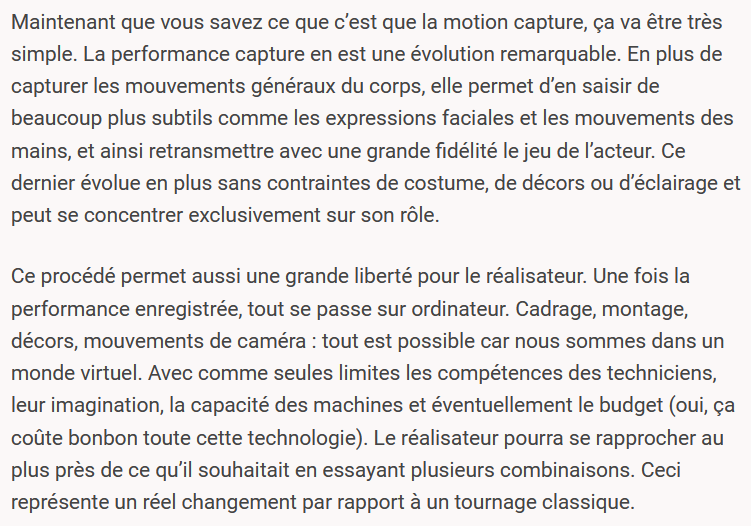 Maintenant que vous savez ce que c’est que la motion capture, ça va être très
simple. La performance capture en est une évolution remarquable. En plus de
capturer les mouvements généraux du corps, elle permet d’en saisir de
beaucoup plus subtils comme les expressions faciales et les mouvements des
mains, et ainsi retransmettre avec une grande fidélité le jeu de l’acteur. Ce
dernier évolue en plus sans contraintes de costume, de décors ou d’éclairage et
peut se concentrer exclusivement sur son rôle.
Ce procédé permet aussi une grande liberté pour le réalisateur. Une fois la
performance enregistrée, tout se passe sur ordinateur. Cadrage, montage,
décors, mouvements de caméra : tout est possible car nous sommes dans un
monde virtuel. Avec comme seules limites les compétences des techniciens,
leur imagination, la capacité des machines et éventuellement le budget (oui, ça
coûte bonbon toute cette technologie). Le réalisateur pourra se rapprocher au
plus près de ce qu’il souhaitait en essayant plusieurs combinaisons. Ceci
représente un réel changement par rapport à un tournage classique.